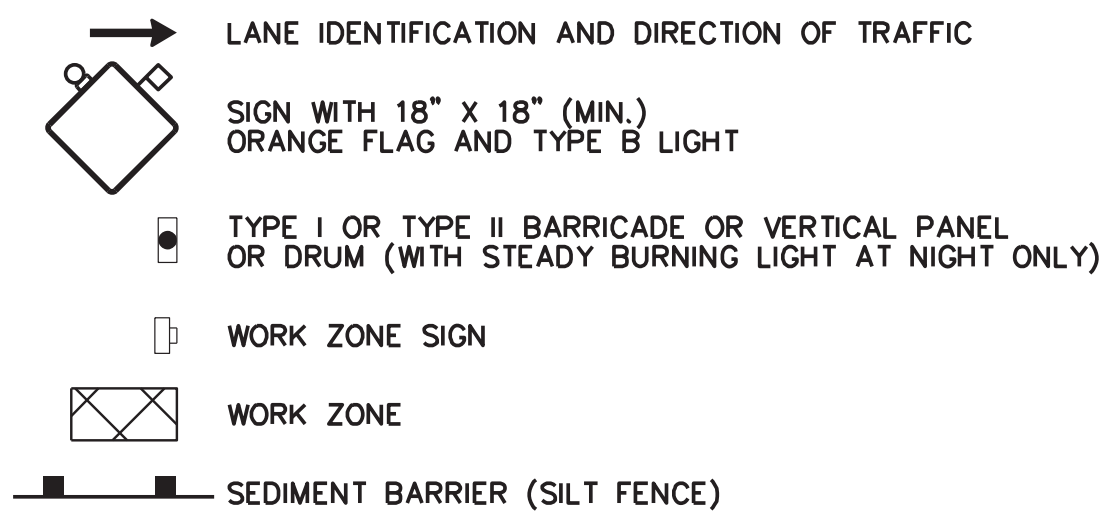 LANE IDENTIFICATION AND DIRECTION OF TRAFFIC
SIGN WITH 18" X 18" (MIN.)
ORANGE FLAG AND TYPE B LIGHT
TYPE I OR TYPE II BARRICADE OR VERTICAL PANEL
OR DRUM (WITH STEADY BURNING LIGHT AT NIGHT ONLY)
WORK ZONE SIGN
WORK ZONE
SEDIMENT BARRIER (SILT FENCE)